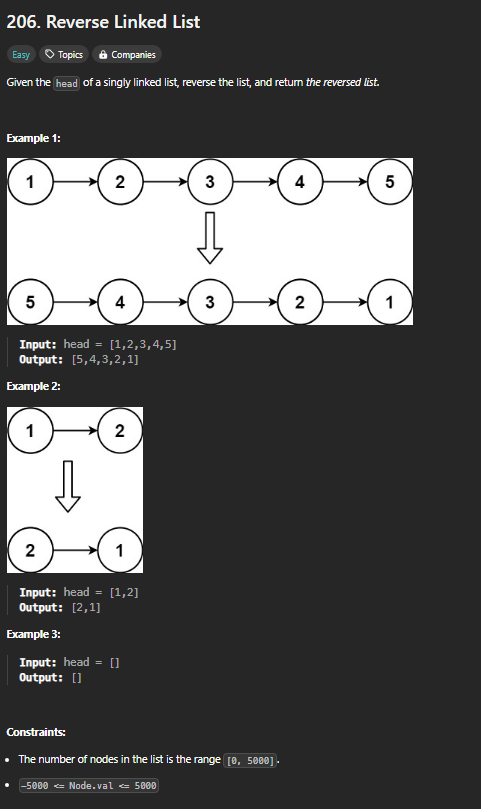 206. Reverse Linked List
Easy Topics Companies
Given the head of a singly linked list, reverse the list, and return the reversed list.
Example 1:
1 2 3 4 5
5 4 3 2 1
Input: head = [1,2,3,4,5]
Output: [5,4,3,2,1]
Example 2:
1 2
2 1
Input: head = [1,2]
Output: [2,1]
Example 3:
Input: head = []
Output: []
Constraints:
• The number of nodes in the list is the range [0, 5000].
• -5000 <= Node.val <= 5000